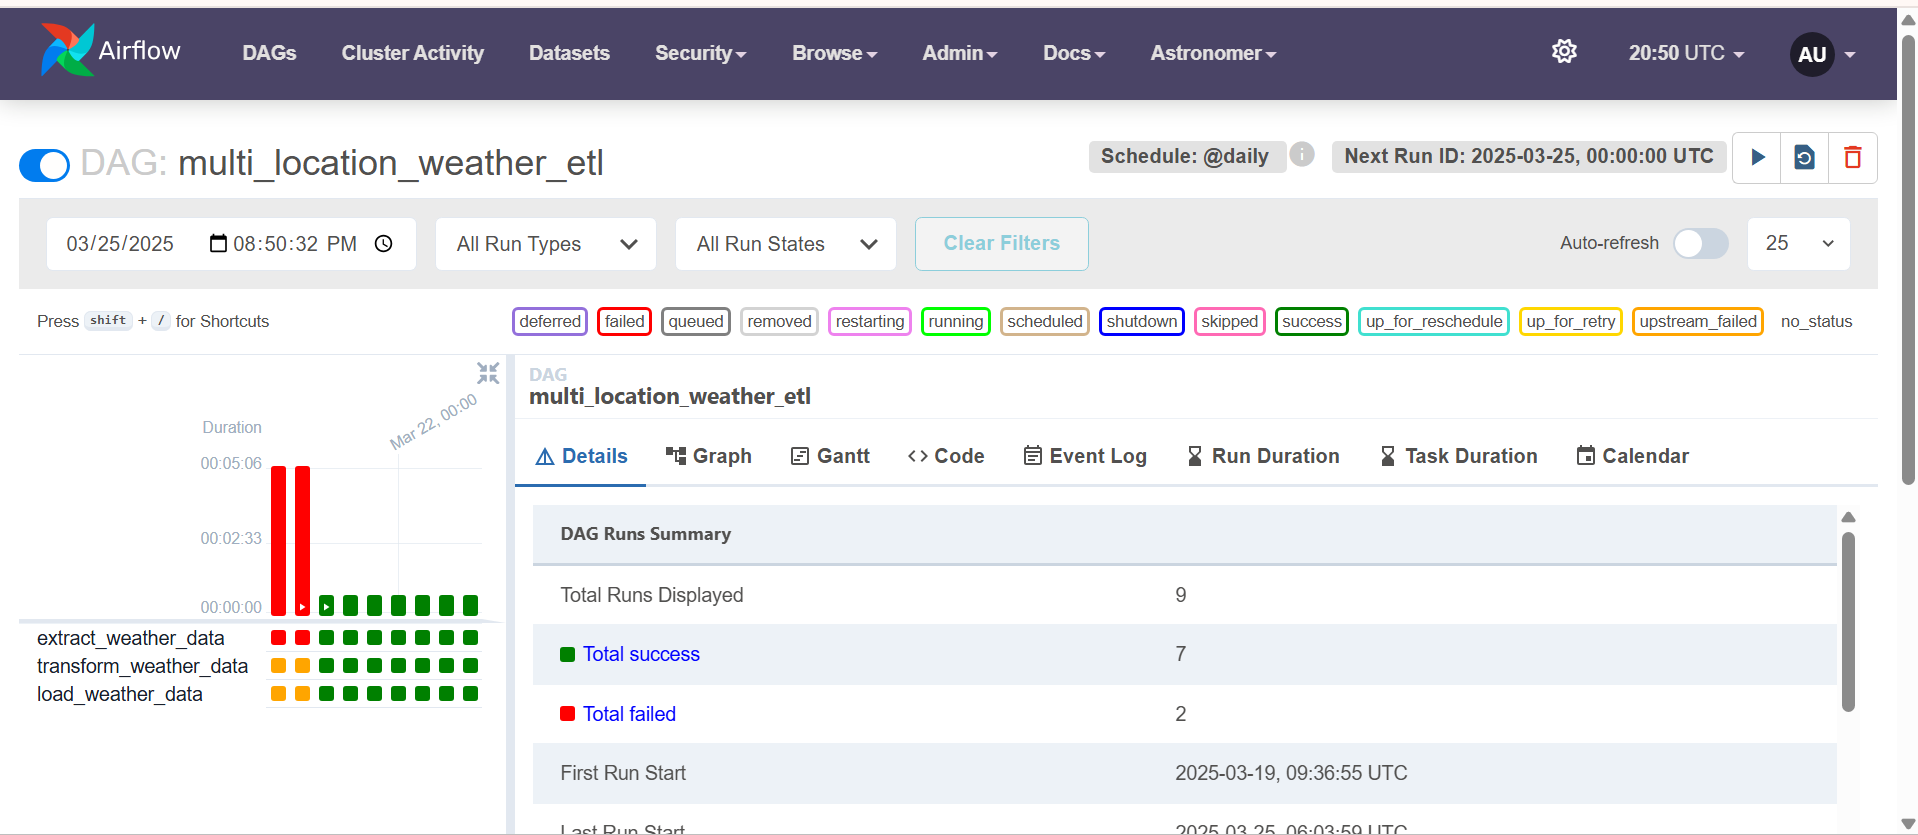 Airflow DAGs Cluster Activity Datasets Security Browse Admin Docs Astronomer 20:50 UTC AU
DAG: multi_location_weather_etl Schedule: @daily i Next Run ID: 2025-03-25, 00:00:00 UTC
03/25/2025 08:50:32 PM All Run Types All Run States Clear Filters Auto-refresh 25
Press shift + / for Shortcuts deferred failed queued removed restarting running scheduled shutdown skipped success up_for_reschedule up_for_retry upstream_failed no_status
Mar 22, 00:00
Duration
00:05:06
00:02:33
00:00:00
extract_weather_data
transform_weather_data
load_weather_data
DAG
multi_location_weather_etl
Details Graph Gantt Code Event Log Run Duration Task Duration Calendar
DAG Runs Summary
Total Runs Displayed 9
Total success 7
Total failed 2
First Run Start 2025-03-19, 09:36:55 UTC
Last Run Start 2025-03-25, 06:03:59 UTC